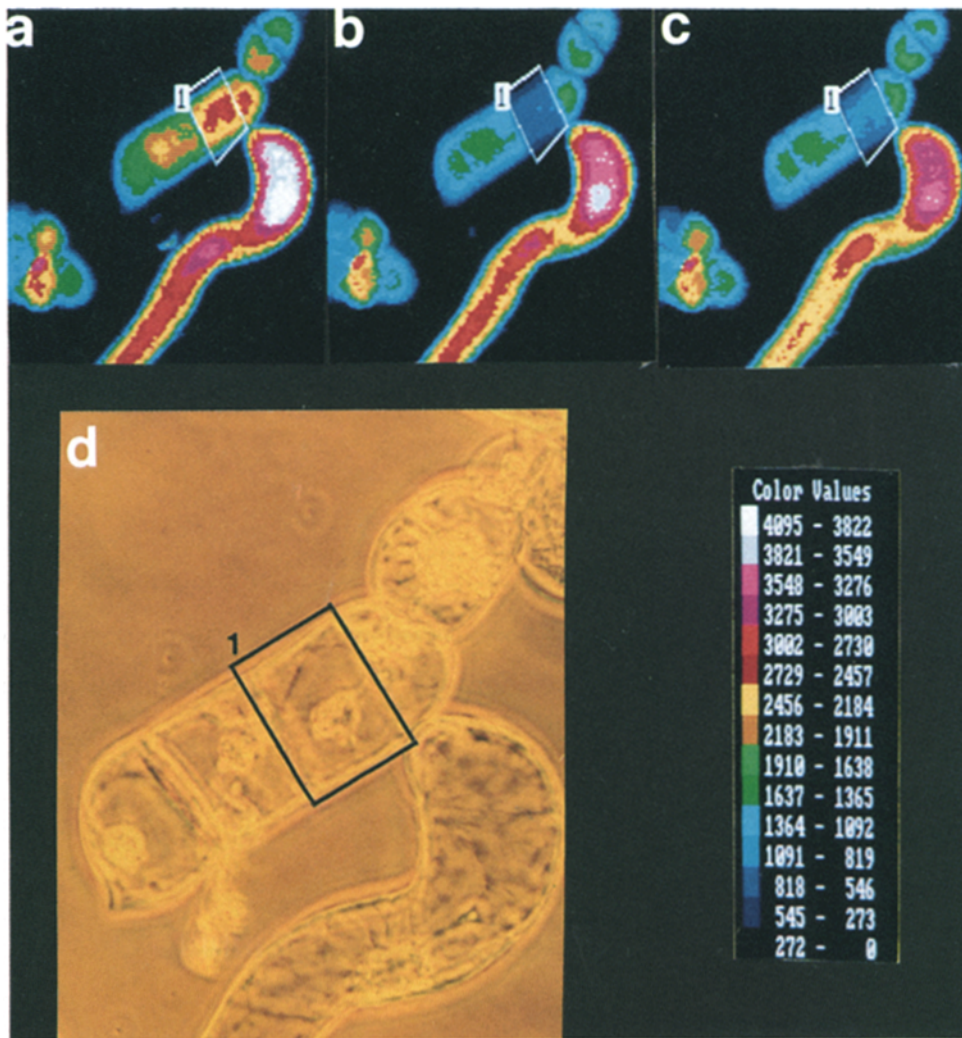 a
b
c
1
1
1
d
1
Color Values
4095 - 3822
3821 - 3549
3548 - 3276
3275 - 3003
3002 - 2730
2729 - 2457
2456 - 2184
2183 - 1911
1910 - 1638
1637 - 1365
1364 - 1092
1091 - 819
818 - 546
545 - 273
272 - 0